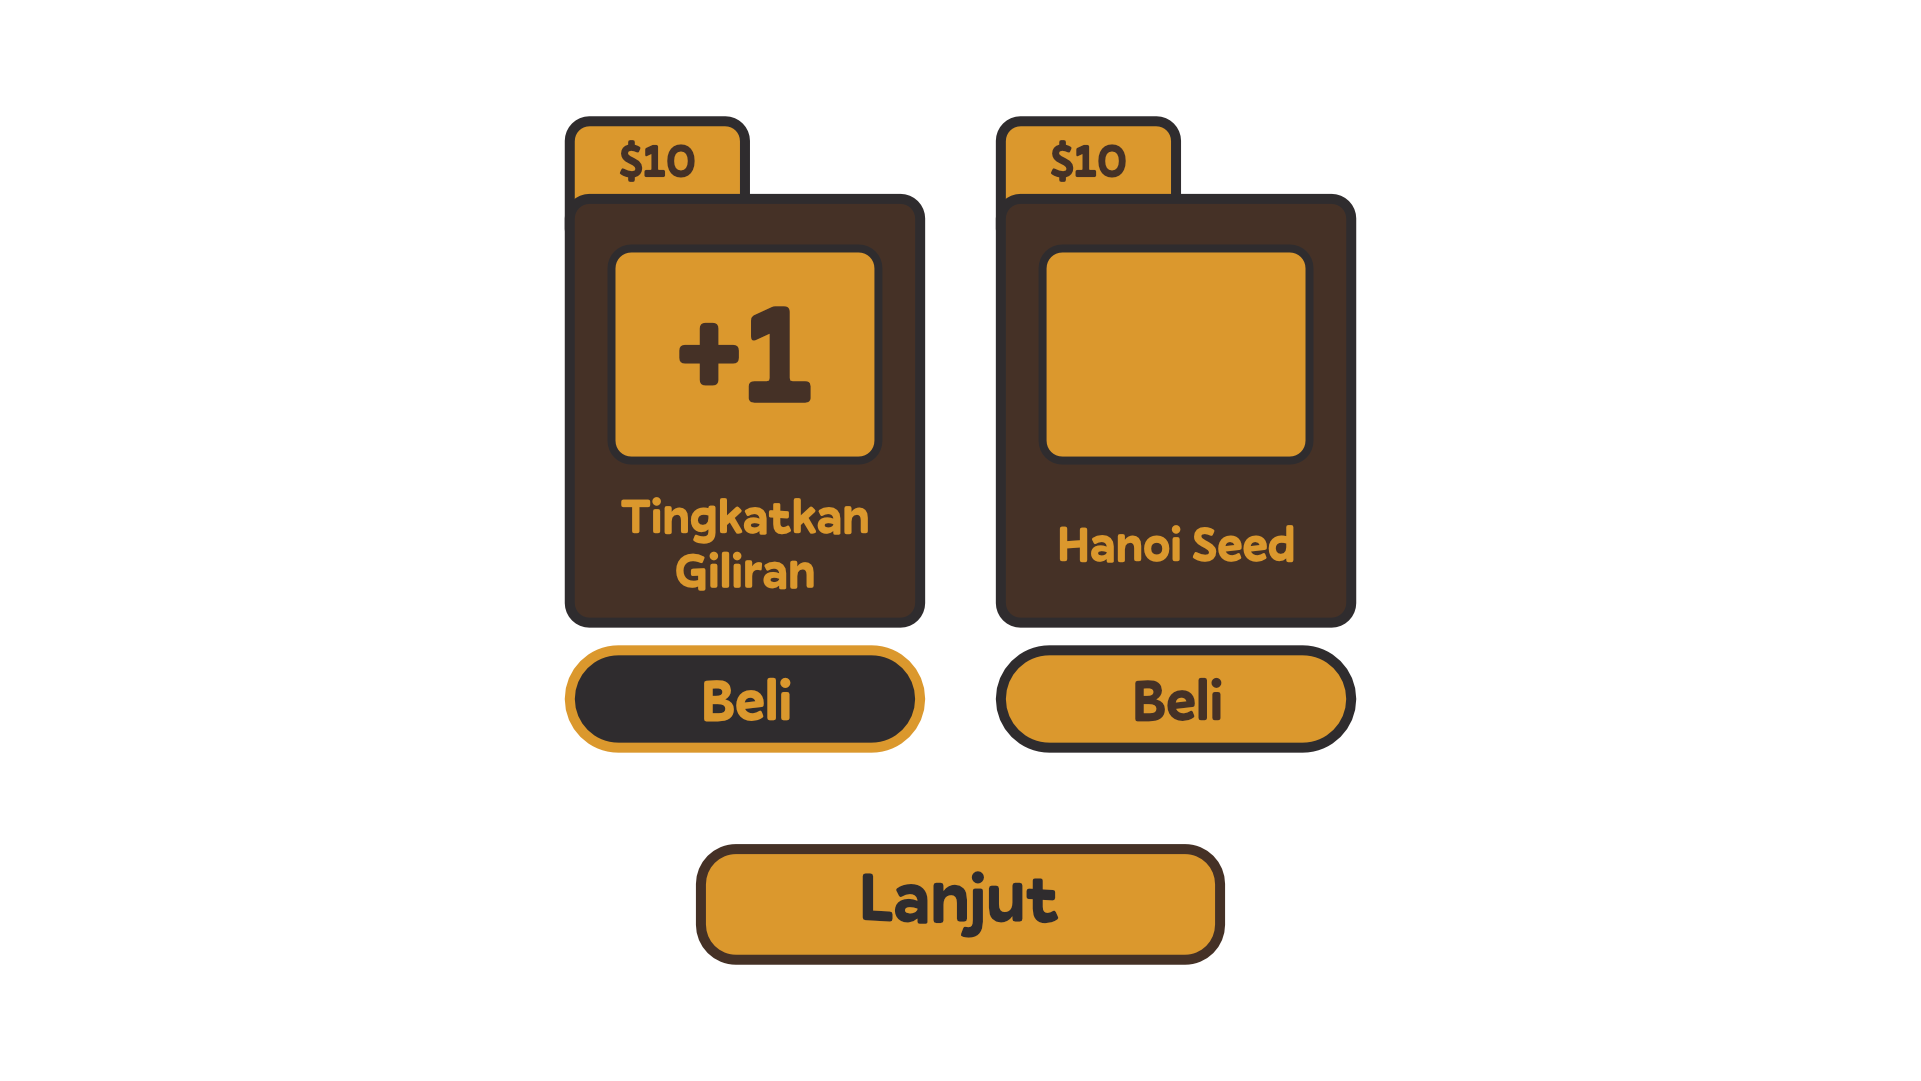 $10
+1
Tingkatkan
Giliran
Beli
$10
Hanoi Seed
Beli
Lanjut